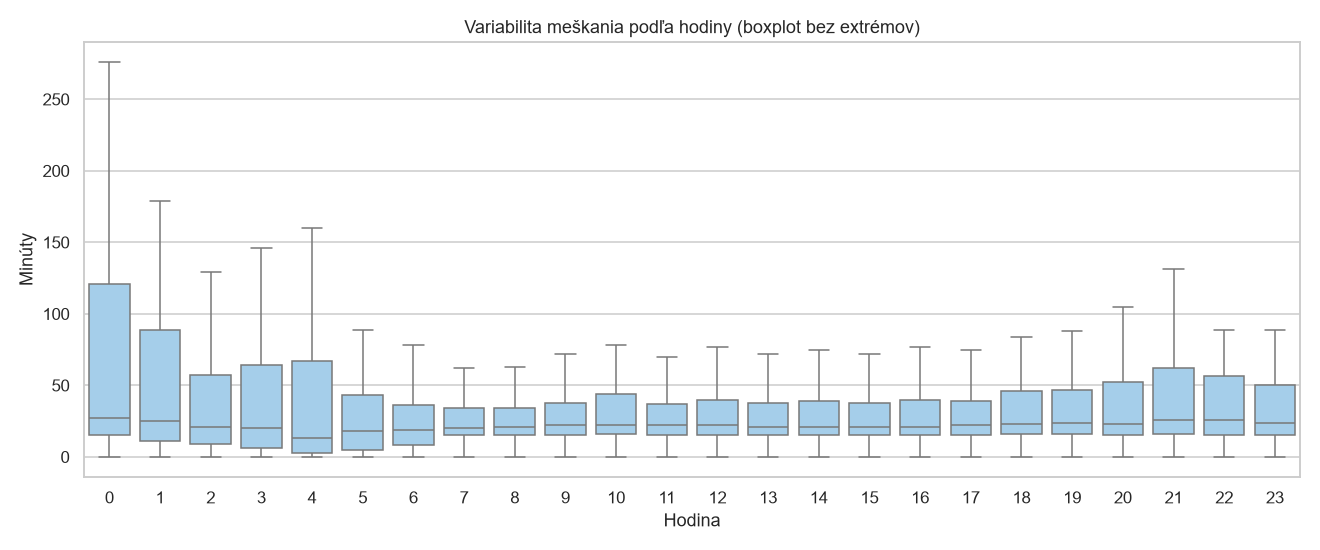 Variabilita meškania podľa hodiny (boxplot bez extrémov)
Minúty
250
200
150
100
50
0
0 1 2 3 4 5 6 7 8 9 10 11 12 13 14 15 16 17 18 19 20 21 22 23
Hodina